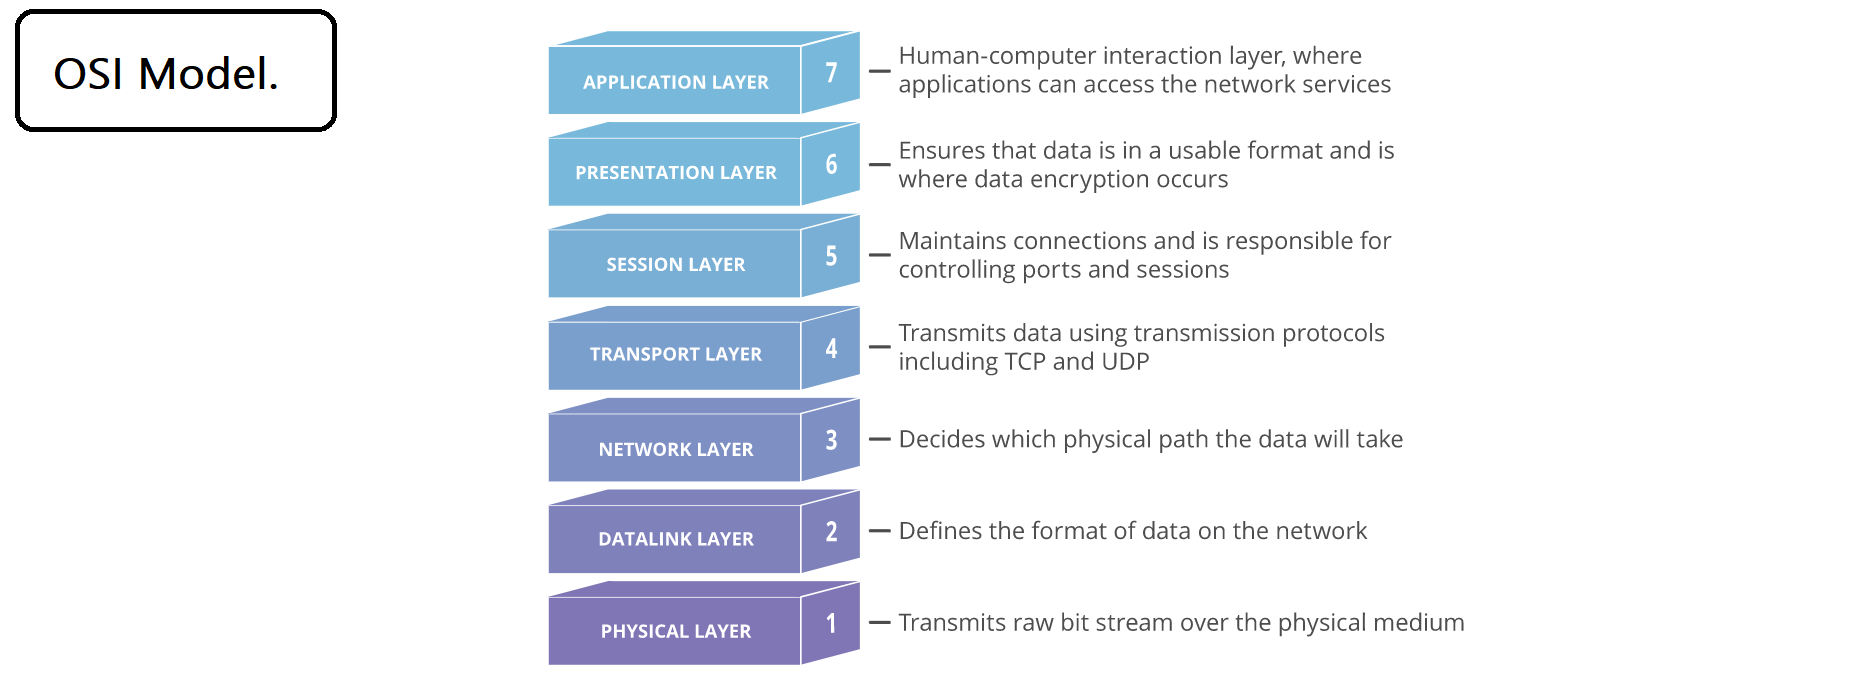 OSI Model.
APPLICATION LAYER
7
Human-computer interaction layer, where
applications can access the network services
PRESENTATION LAYER
6
Ensures that data is in a usable format and is
where data encryption occurs
SESSION LAYER
5
Maintains connections and is responsible for
controlling ports and sessions
TRANSPORT LAYER
4
Transmits data using transmission protocols
including TCP and UDP
NETWORK LAYER
3
Decides which physical path the data will take
DATALINK LAYER
2
Defines the format of data on the network
PHYSICAL LAYER
1
Transmits raw bit stream over the physical medium